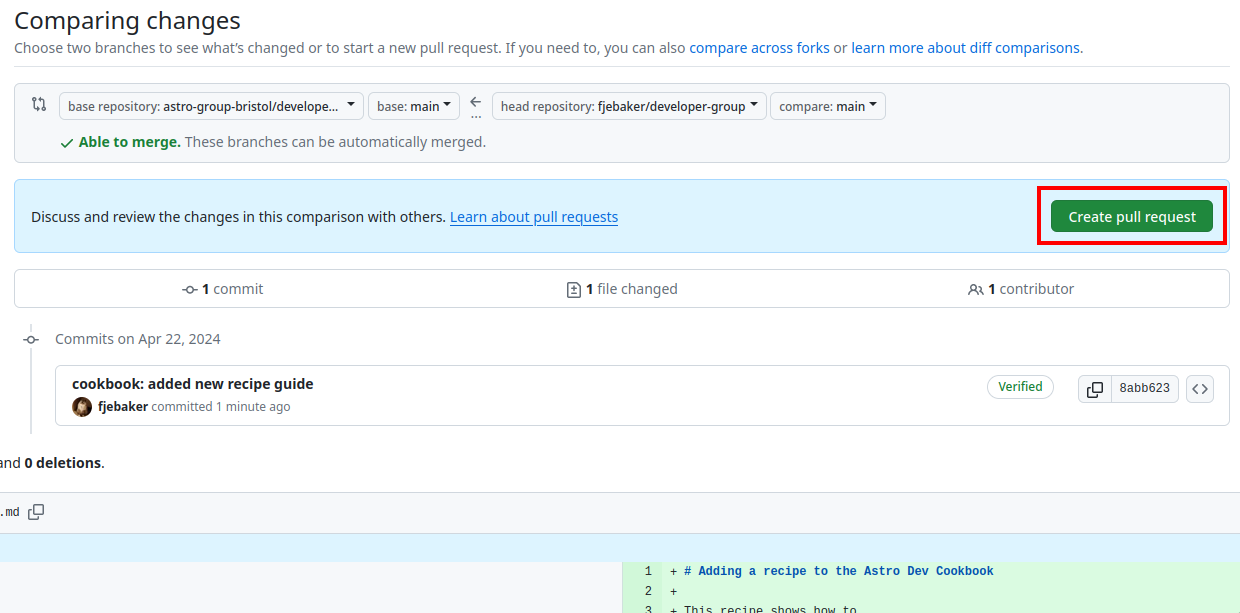 Comparing changes
Choose two branches to see what's changed or to start a new pull request. If you need to, you can also compare across forks or learn more about diff comparisons.
base repository: astro-group-bristol/develope... base: main ... head repository: fjebaker/developer-group compare: main
Able to merge. These branches can be automatically merged.
Discuss and review the changes in this comparison with others. Learn about pull requests Create pull request
1 commit 1 file changed 1 contributor
Commits on Apr 22, 2024
cookbook: added new recipe guide Verified 8abb623
fjebaker committed 1 minute ago
and 0 deletions.
.md
1 + # Adding a recipe to the Astro Dev Cookbook
2 +
3 + This recipe shows how to